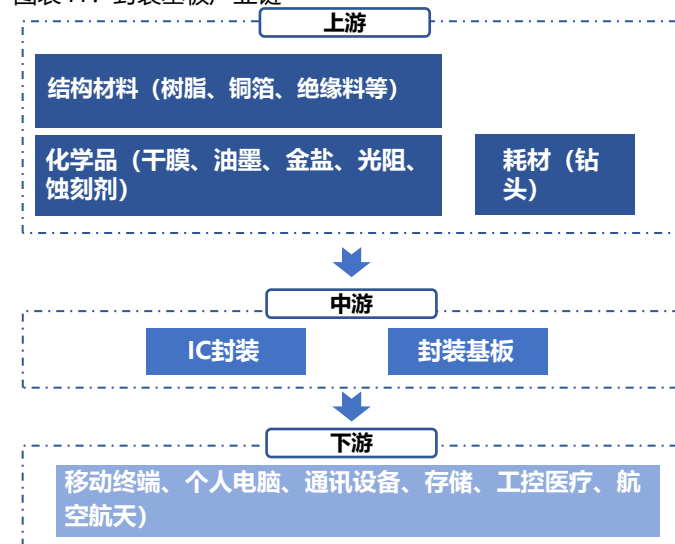 上游
结构材料（树脂、铜箔、绝缘料等）
化学品（干膜、油墨、金盐、光阻、
蚀刻剂）
耗材（钻
头）
中游
IC封装
封装基板
下游
移动终端、个人电脑、通讯设备、存储、工控医疗、航
空航天）